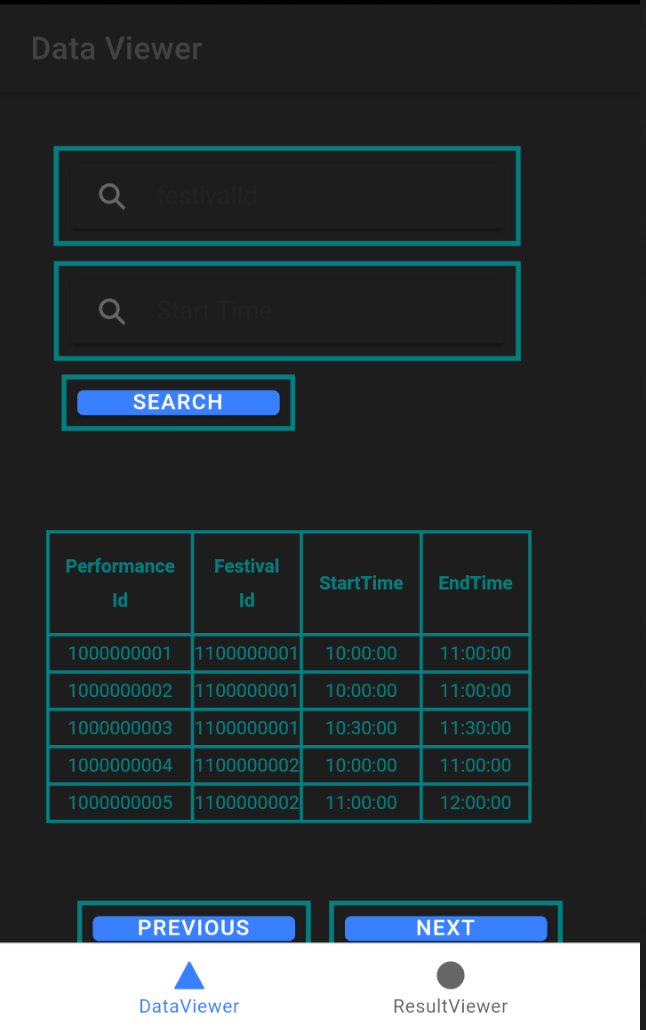 Data Viewer
festivalId
Start Time
SEARCH
Performance Id Festival Id StartTime EndTime
1000000001 1100000001 10:00:00 11:00:00
1000000002 1100000001 10:00:00 11:00:00
1000000003 1100000001 10:30:00 11:30:00
1000000004 1100000002 10:00:00 11:00:00
1000000005 1100000002 11:00:00 12:00:00
PREVIOUS NEXT
DataViewer ResultViewer